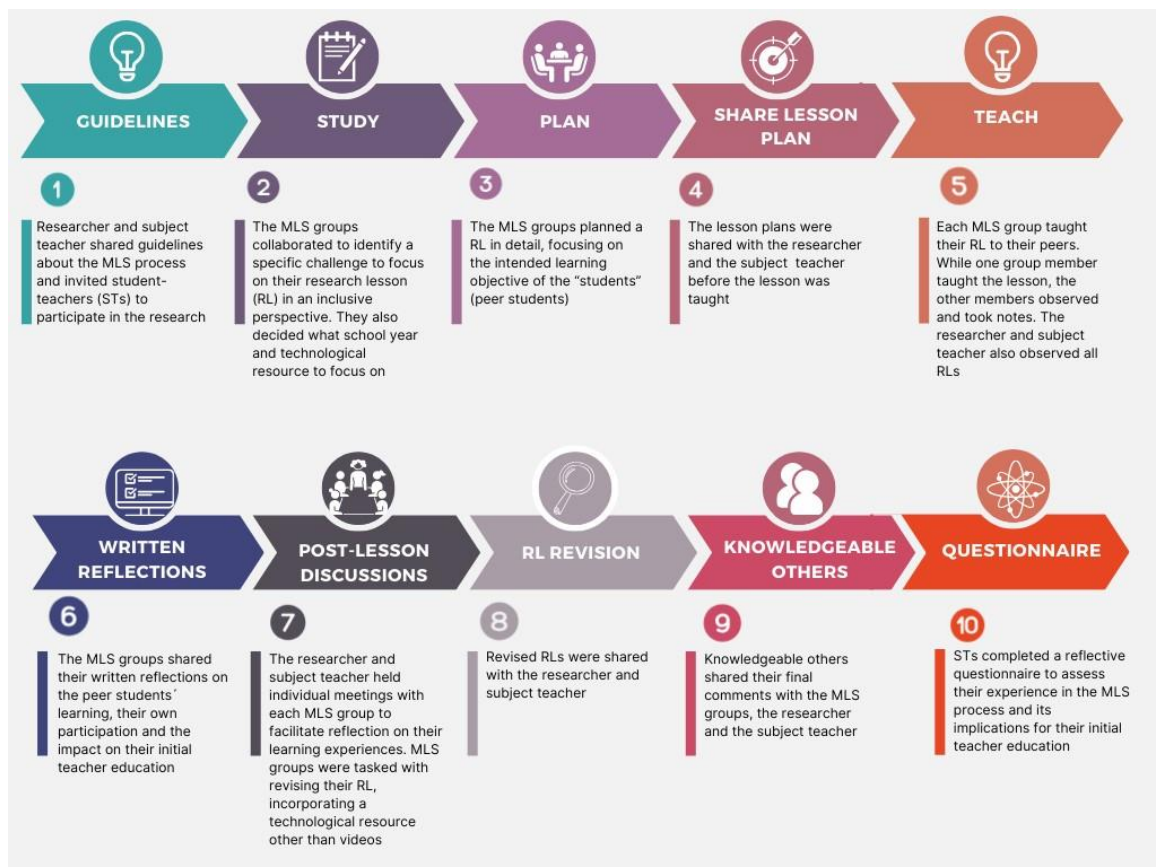 GUIDELINES
STUDY
PLAN
SHARE LESSON
PLAN
TEACH
1
Researcher and subject
teacher shared guidelines
about the MLS process
and invited student-
teachers (STs) to
participate in the research
2
The MLS groups
collaborated to identify a
specific challenge to focus
on their research lesson
(RL) in an inclusive
perspective. They also
decided what school year
and technological
resource to focus on
3
The MLS groups planned a
RL in detail, focusing on
the intended learning
objective of the “students”
(peer students)
4
The lesson plans were
shared with the researcher
and the subject teacher
before the lesson was
taught
5
Each MLS group taught
their RL to their peers.
While one group member
taught the lesson, the
other members observed
and took notes. The
researcher and subject
teacher also observed all
RLs
WRITTEN
REFLECTIONS
POST-LESSON
DISCUSSIONS
RL REVISION
KNOWLEDGEABLE
OTHERS
QUESTIONNAIRE
6
The MLS groups shared
their written reflections on
the peer students´
learning, their own
participation and the
impact on their initial
teacher education
7
The researcher and
subject teacher held
individual meetings with
each MLS group to
facilitate reflection on their
learning experiences. MLS
groups were tasked with
revising their RL,
incorporating a
technological resource
other than videos
8
Revised RLs were shared
with the researcher and
subject teacher
9
Knowledgeable others
shared their final
comments with the MLS
groups, the researcher
and the subject teacher
10
STs completed a reflective
questionnaire to assess
their experience in the MLS
process and its
implications for their initial
teacher education